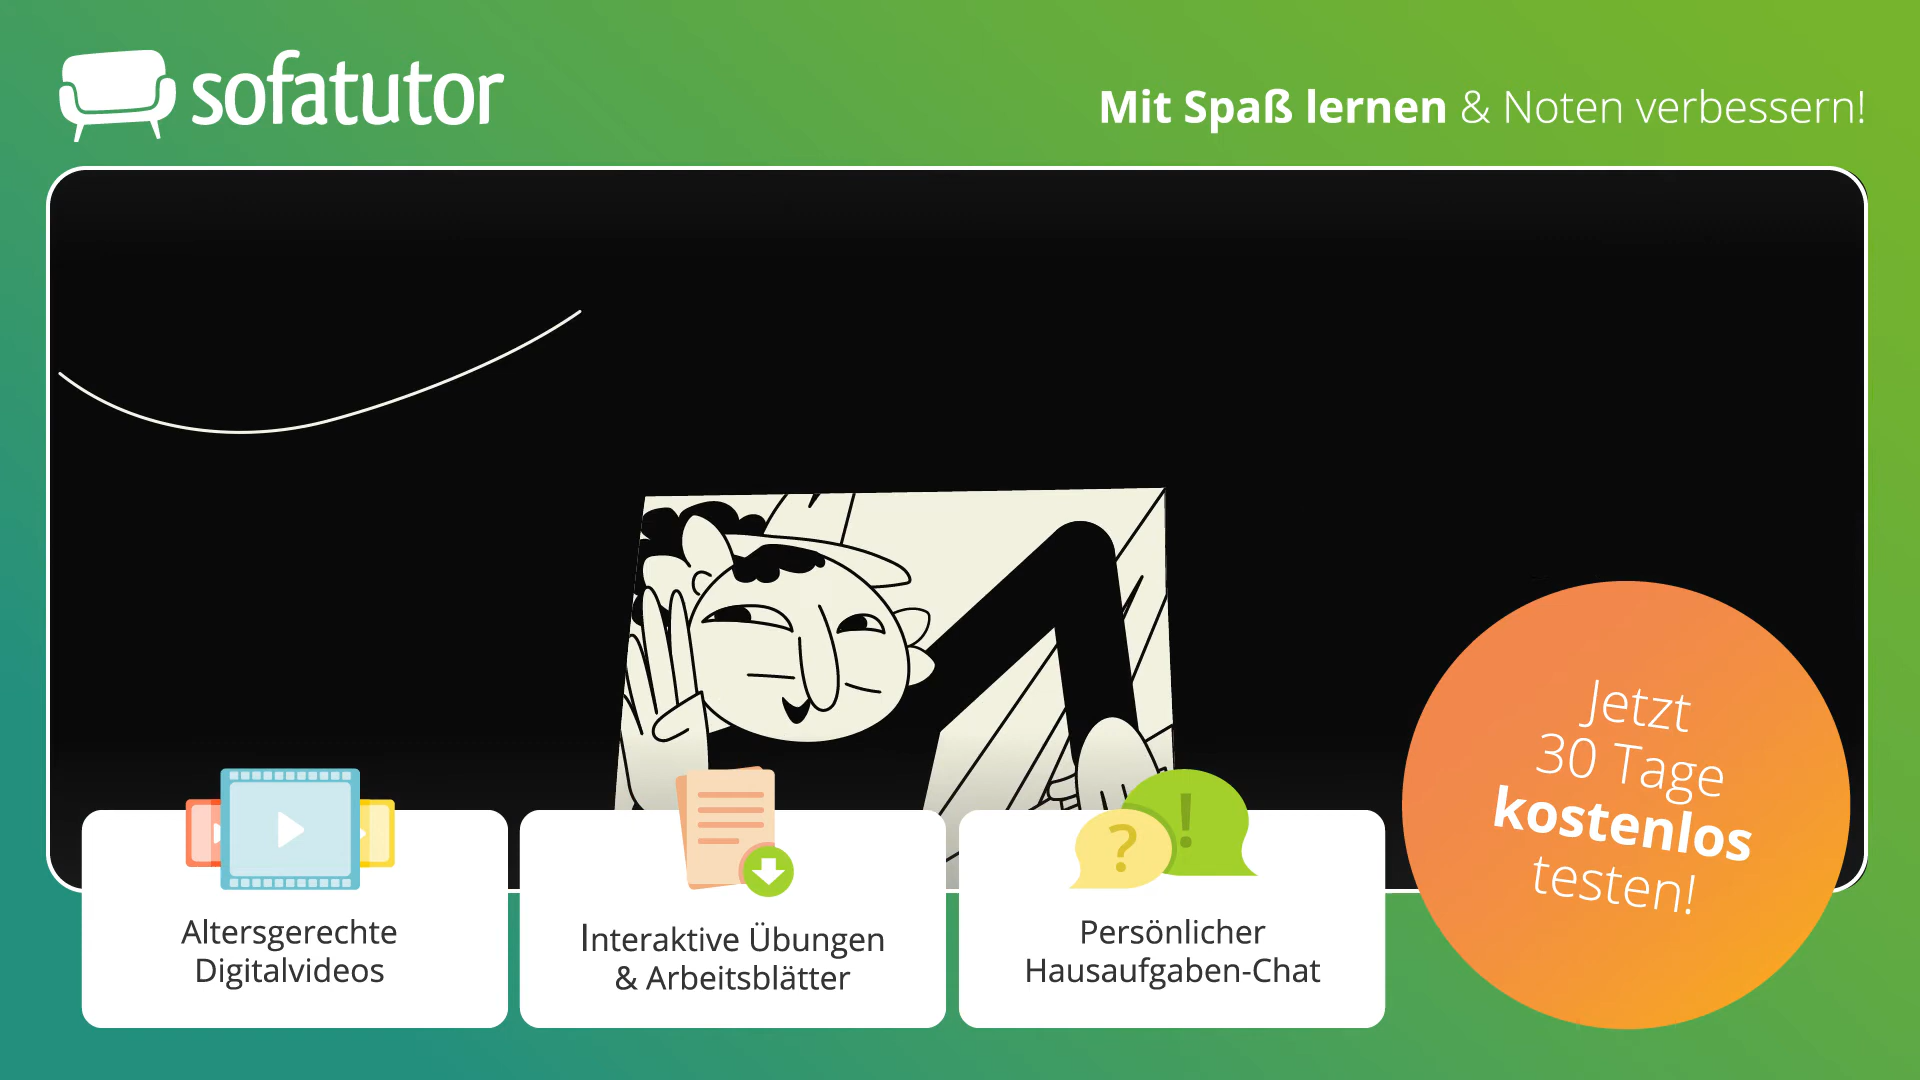 sofatutor
Mit Spaß lernen & Noten verbessern!
Jetzt
30 Tage
kostenlos
testen!
?
!
Altersgerechte
Digitalvideos
Interaktive Übungen
& Arbeitsblätter
Persönlicher
Hausaufgaben-Chat